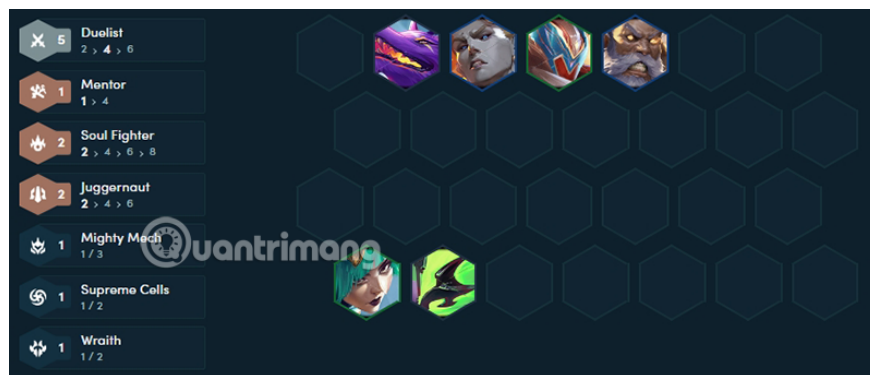 5 Duelist
2 > 4 > 6
1 Mentor
1 > 4
2 Soul Fighter
2 > 4 > 6 > 8
2 Juggernaut
2 > 4 > 6
1 Mighty Mech
1 / 3
1 Supreme Cells
1 / 2
1 Wraith
1 / 2
Quantrimang